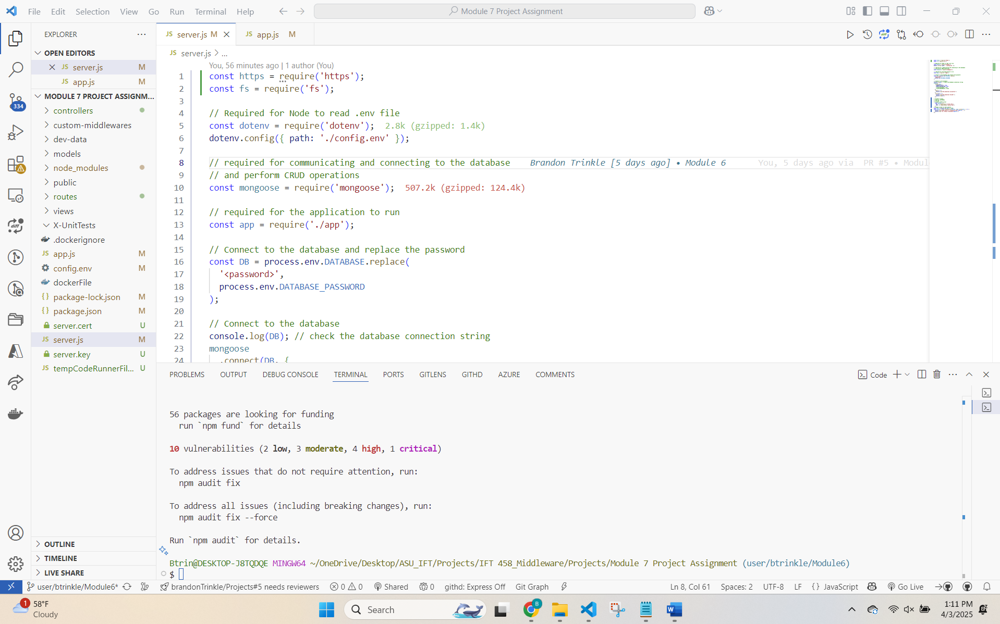 File Edit Selection View Go Run Terminal Help
Module 7 Project Assignment
EXPLORER
OPEN EDITORS
JS server.js M
JS app.js M
MODULE 7 PROJECT ASSIGNM...
controllers
custom-middlewares
dev-data
models
node_modules
public
routes
views
X-UnitTests
.dockerignore
JS app.js M
config.env M
dockerFile
{} package-lock.json M
{} package.json M
server.cert U
JS server.js M
server.key U
JS tempCodeRunnerFil... U
OUTLINE
TIMELINE
LIVE SHARE
334
diff
JS server.js M
JS app.js M
JS server.js > ...
You, 56 minutes ago | 1 author (You)
1 const https = require('https');
2 const fs = require('fs');
3
4 // Required for Node to read .env file
5 const dotenv = require('dotenv'); 2.8k (gzipped: 1.4k)
6 dotenv.config({ path: './config.env' });
7
8 // required for communicating and connecting to the database Brandon Trinkle [5 days ago] • Module 6 You, 5 days ago via PR #5 • Modul
9 // and perform CRUD operations
10 const mongoose = require('mongoose'); 507.2k (gzipped: 124.4k)
11
12 // required for the application to run
13 const app = require('./app');
14
15 // Connect to the database and replace the password
16 const DB = process.env.DATABASE.replace(
17 '<password>',
18 process.env.DATABASE_PASSWORD
19 );
20
21 // Connect to the database
22 console.log(DB); // check the database connection string
23 mongoose
24 .connect(DB, {
PROBLEMS OUTPUT DEBUG CONSOLE TERMINAL PORTS GITLENS GITHD AZURE COMMENTS
Code
56 packages are looking for funding
run `npm fund` for details
10 vulnerabilities (2 low, 3 moderate, 4 high, 1 critical)
To address issues that do not require attention, run:
npm audit fix
To address all issues (including breaking changes), run:
npm audit fix --force
Run `npm audit` for details.
Btrin@DESKTOP-J8TQDQE MINGW64 ~/OneDrive/Desktop/ASU_IFT/Projects/IFT 458_Middleware/Projects/Module 7 Project Assignment (user/btrinkle/Module6)
$
user/btrinkle/Module6* brandonTrinkle/Projects#5 needs reviewers 0 0 Shared 0 githd: Express Off Git Graph Ln 8, Col 61 Spaces: 2 UTF-8 LF {} JavaScript Go Live
1
58°F
Cloudy
Search
B
1:11 PM
4/3/2025